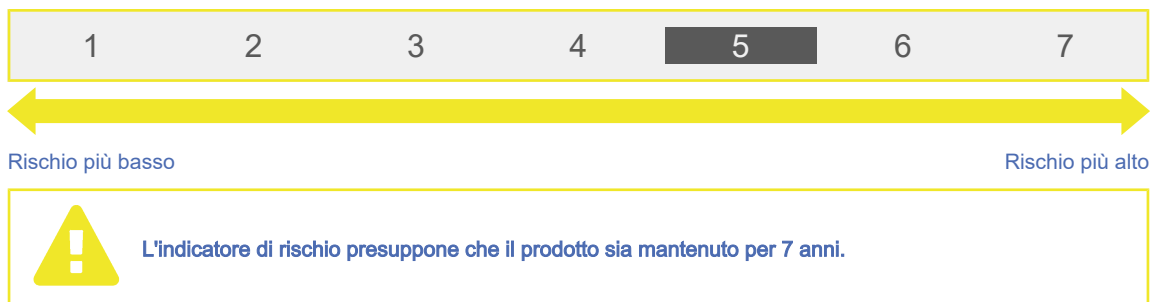 1 2 3 4 5 6 7
Rischio più basso Rischio più alto
L'indicatore di rischio presuppone che il prodotto sia mantenuto per 7 anni.